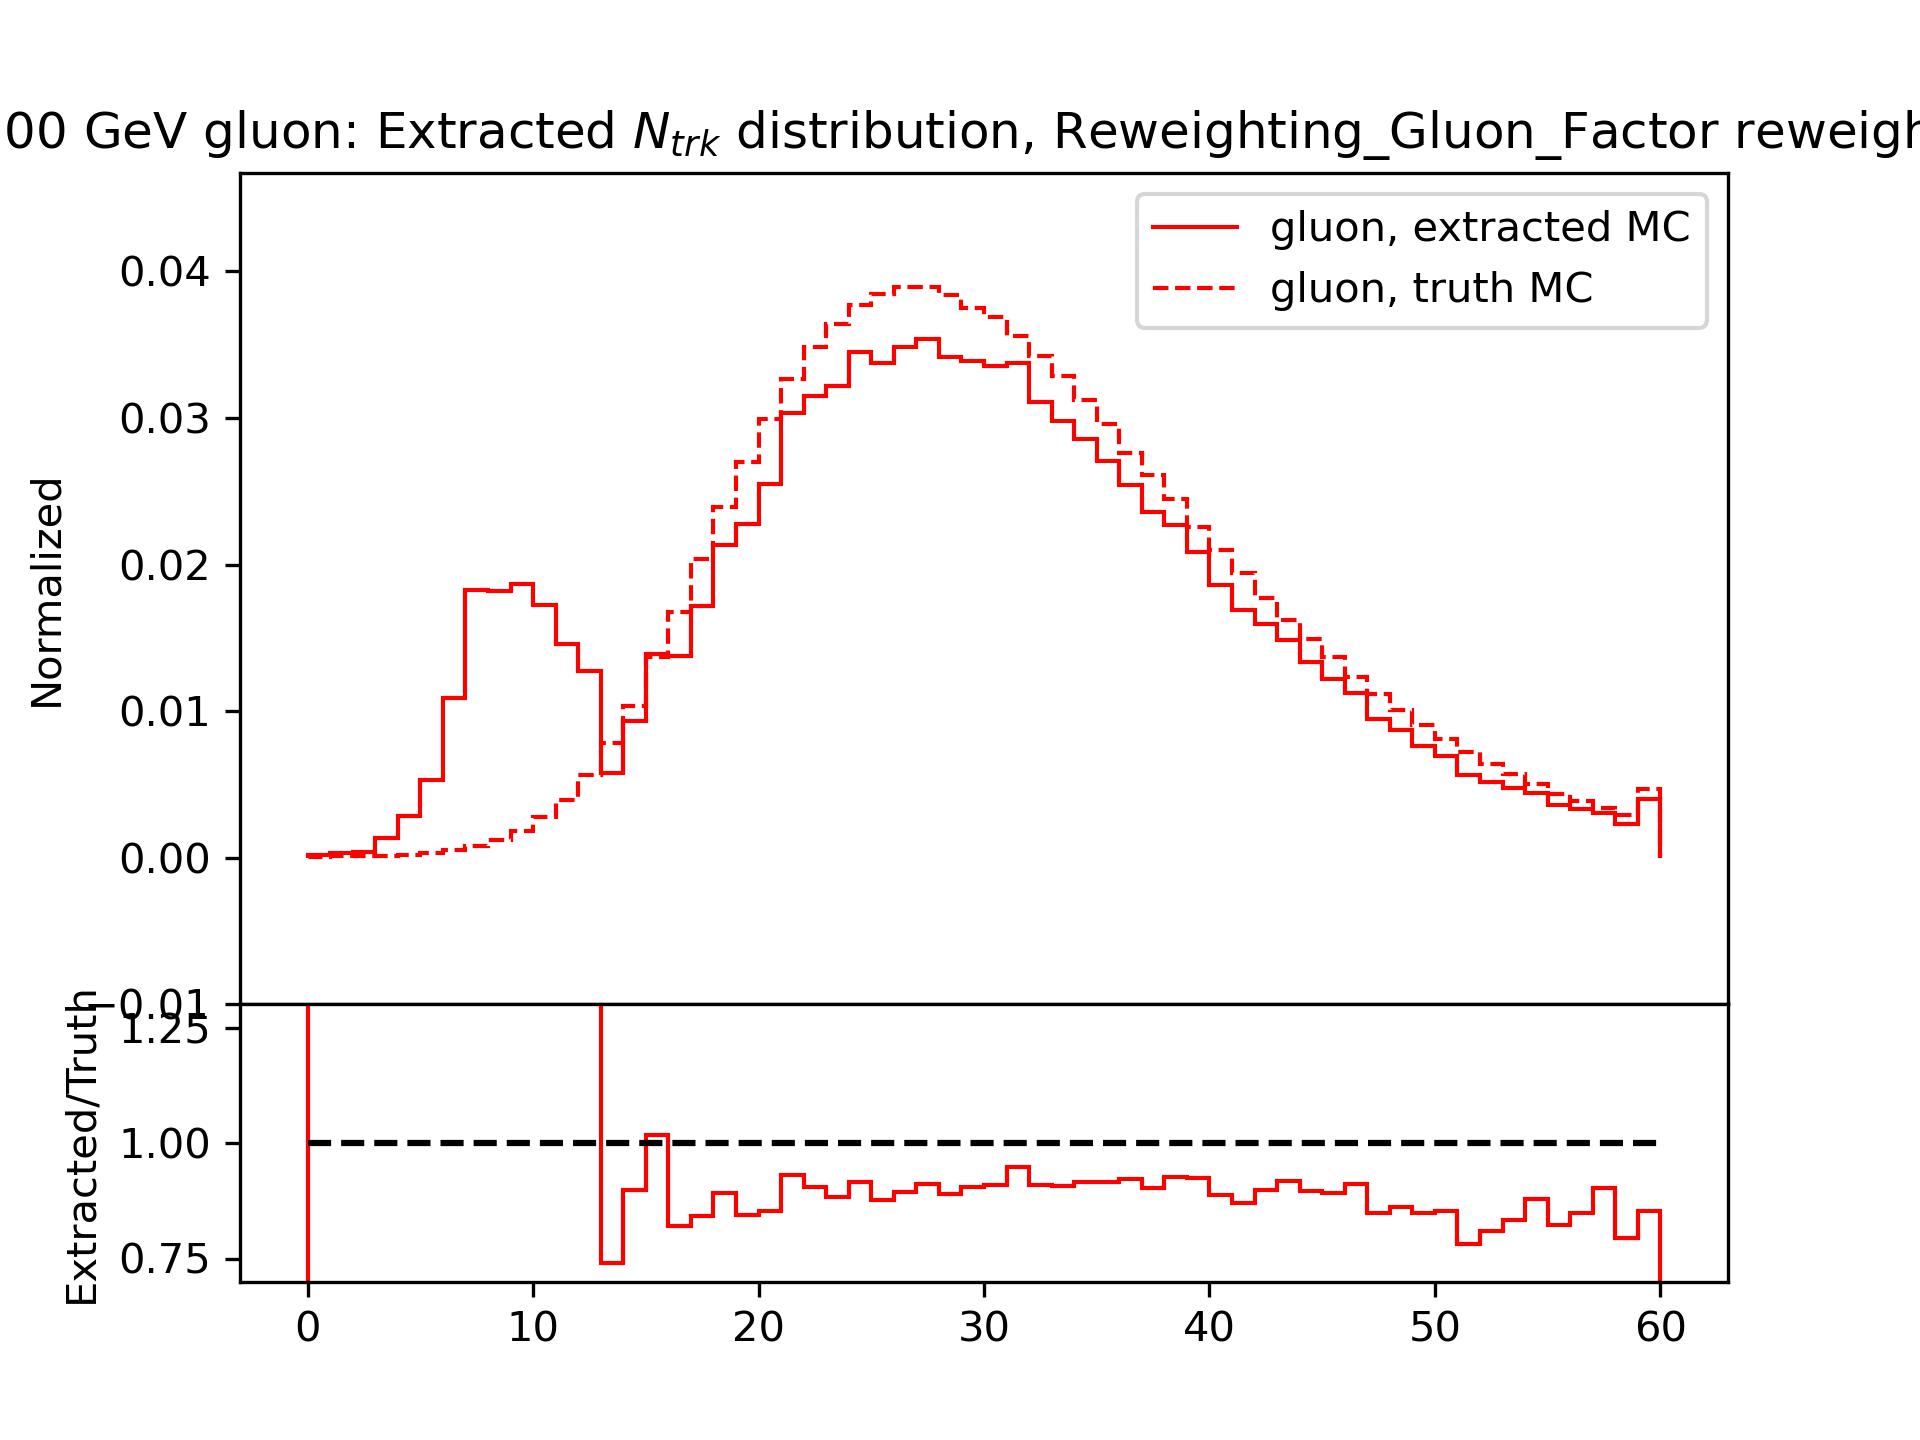 00 GeV gluon: Extracted N_trk distribution, Reweighting_Gluon_Factor reweigh
gluon, extracted MC
gluon, truth MC
Normalized
0.04
0.03
0.02
0.01
0.00
−0.01
Extracted/Truth
1.25
1.00
0.75
0 10 20 30 40 50 60